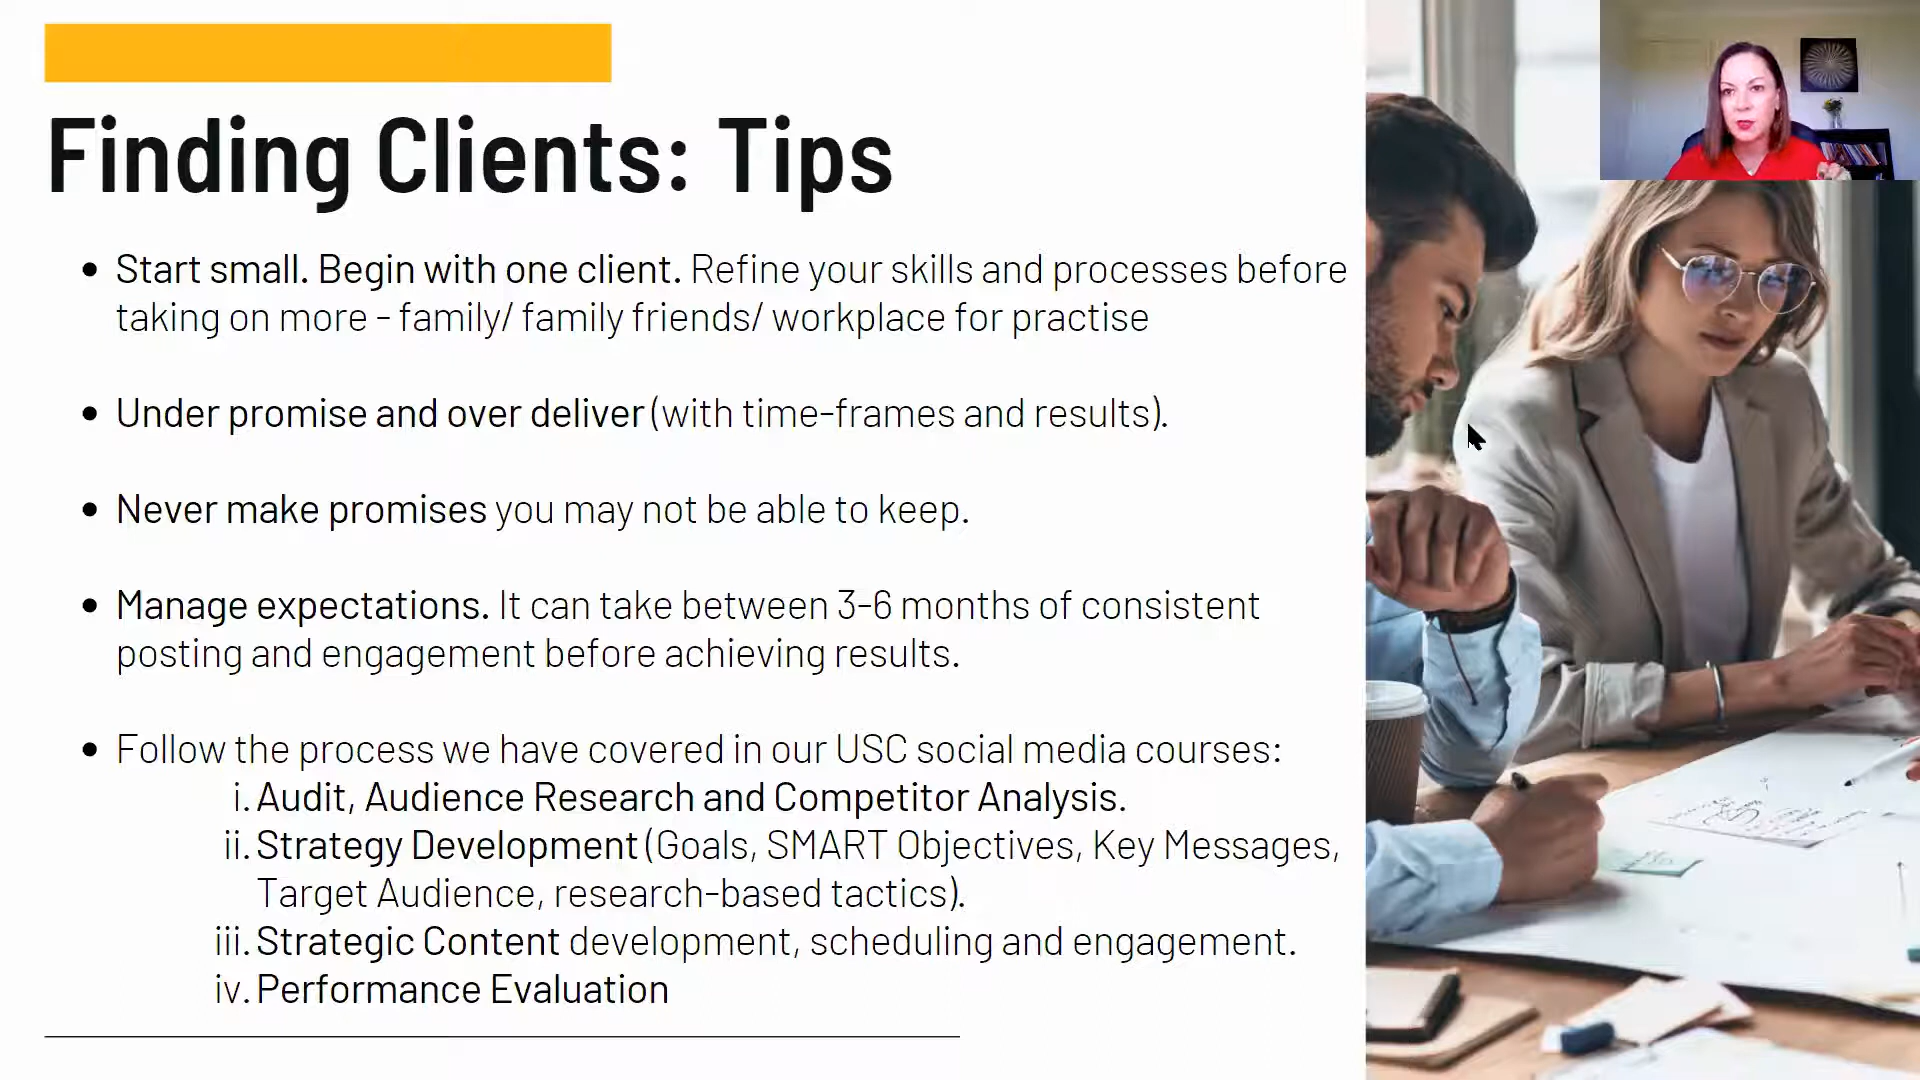 Finding Clients: Tips
• Start small. Begin with one client. Refine your skills and processes before
taking on more - family/ family friends/ workplace for practise
• Under promise and over deliver (with time-frames and results).
• Never make promises you may not be able to keep.
• Manage expectations. It can take between 3-6 months of consistent
posting and engagement before achieving results.
• Follow the process we have covered in our USC social media courses:
i. Audit, Audience Research and Competitor Analysis.
ii. Strategy Development (Goals, SMART Objectives, Key Messages,
Target Audience, research-based tactics).
iii. Strategic Content development, scheduling and engagement.
iv. Performance Evaluation